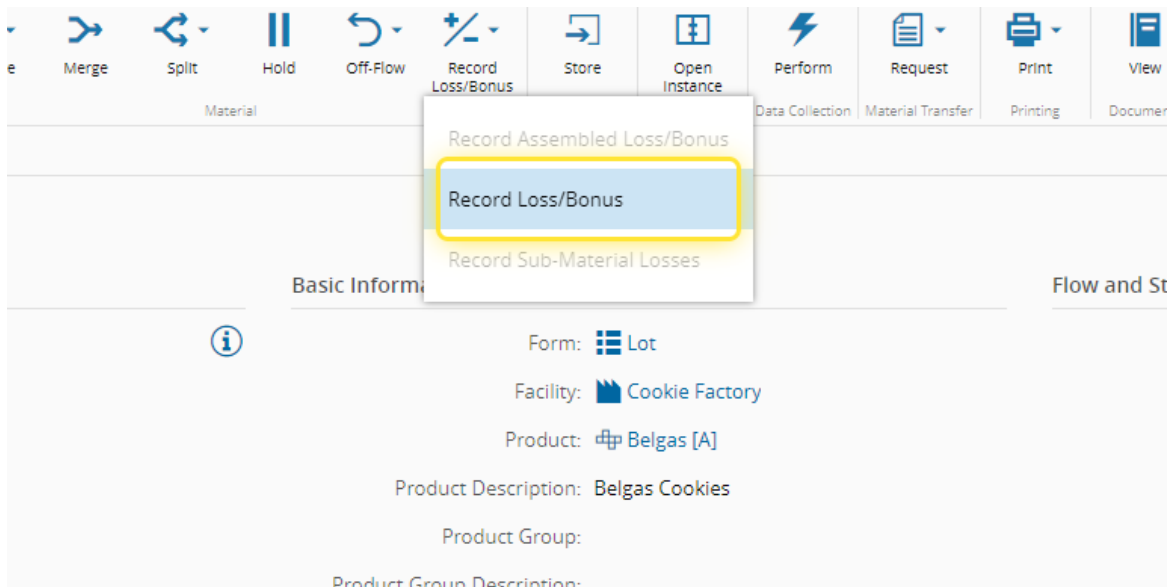 e
Merge
Split
Hold
Off-Flow
Record
Loss/Bonus
Store
Open
Instance
Perform
Request
Print
View
Material
Data Collection
Material Transfer
Printing
Documen
Record Assembled Loss/Bonus
Record Loss/Bonus
Record Sub-Material Losses
Basic Informa
Flow and St
Form: Lot
Facility: Cookie Factory
Product: Belgas [A]
Product Description: Belgas Cookies
Product Group:
Product Group Description: